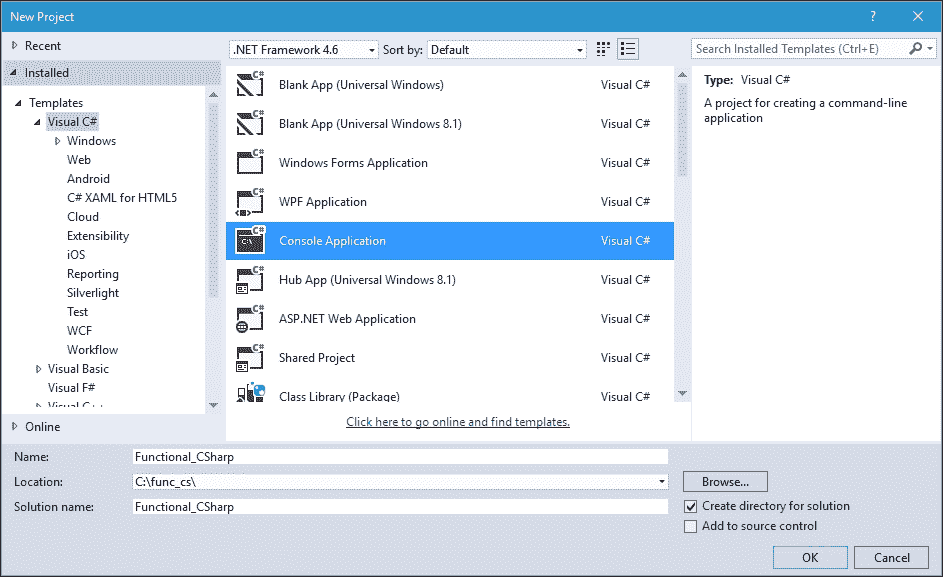 New Project
?
Recent
.NET Framework 4.6
Sort by: Default
Search Installed Templates (Ctrl+E)
Installed
Templates
Visual C#
Windows
Web
Android
C# XAML for HTML5
Cloud
Extensibility
iOS
Reporting
Silverlight
Test
WCF
Workflow
Visual Basic
Visual F#
Visual C++
Online
C# Blank App (Universal Windows) Visual C#
C# Blank App (Universal Windows 8.1) Visual C#
C# Windows Forms Application Visual C#
C# WPF Application Visual C#
C# C:\ Console Application Visual C#
C# Hub App (Universal Windows 8.1) Visual C#
C# ASP.NET Web Application Visual C#
C# Shared Project Visual C#
Class Library (Package) Visual C#
Click here to go online and find templates.
Type: Visual C#
A project for creating a command-line
application
Name: Functional_CSharp
Location: C:\func_cs\
Browse...
Solution name: Functional_CSharp
Create directory for solution
Add to source control
OK
Cancel